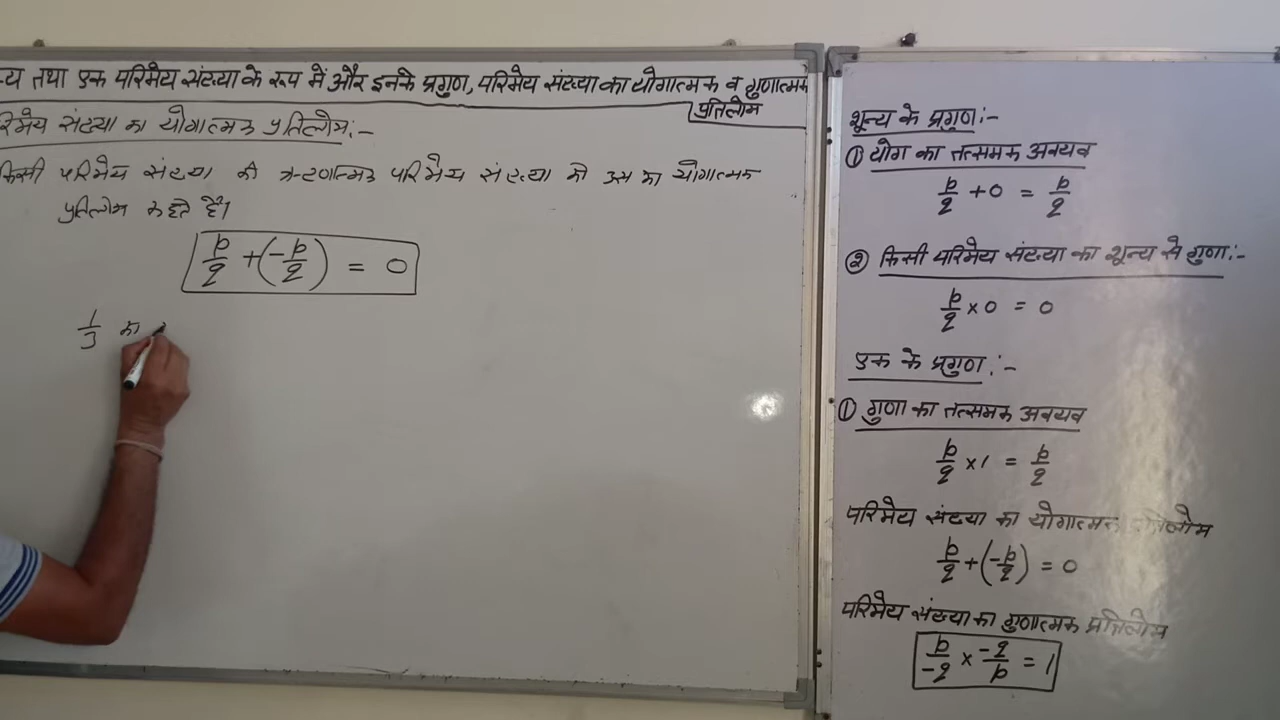 तथा एक परिमेय संख्या के रूप में और इनके प्रगुण, परिमेय संख्या का योगात्मक व गुणात्मक
प्रतिलोम
संख्या का योगात्मक प्रतिलोम:-
किसी परिमेय संख्या की ऋणात्मक परिमेय संख्या को उस का योगात्मक
प्रतिलोम कहते हैं।
p/q + (-p/q) = 0
1/3 का
शून्य के प्रगुण:-
① योग का तत्समक अवयव
p/q + 0 = p/q
② किसी परिमेय संख्या का शून्य से गुणा:-
p/q × 0 = 0
एक के प्रगुण:-
① गुणा का तत्समक अवयव
p/q × 1 = p/q
परिमेय संख्या का योगात्मक प्रतिलोम
p/q + (-p/q) = 0
परिमेय संख्या का गुणात्मक प्रतिलोम
p/-q × -q/p = 1